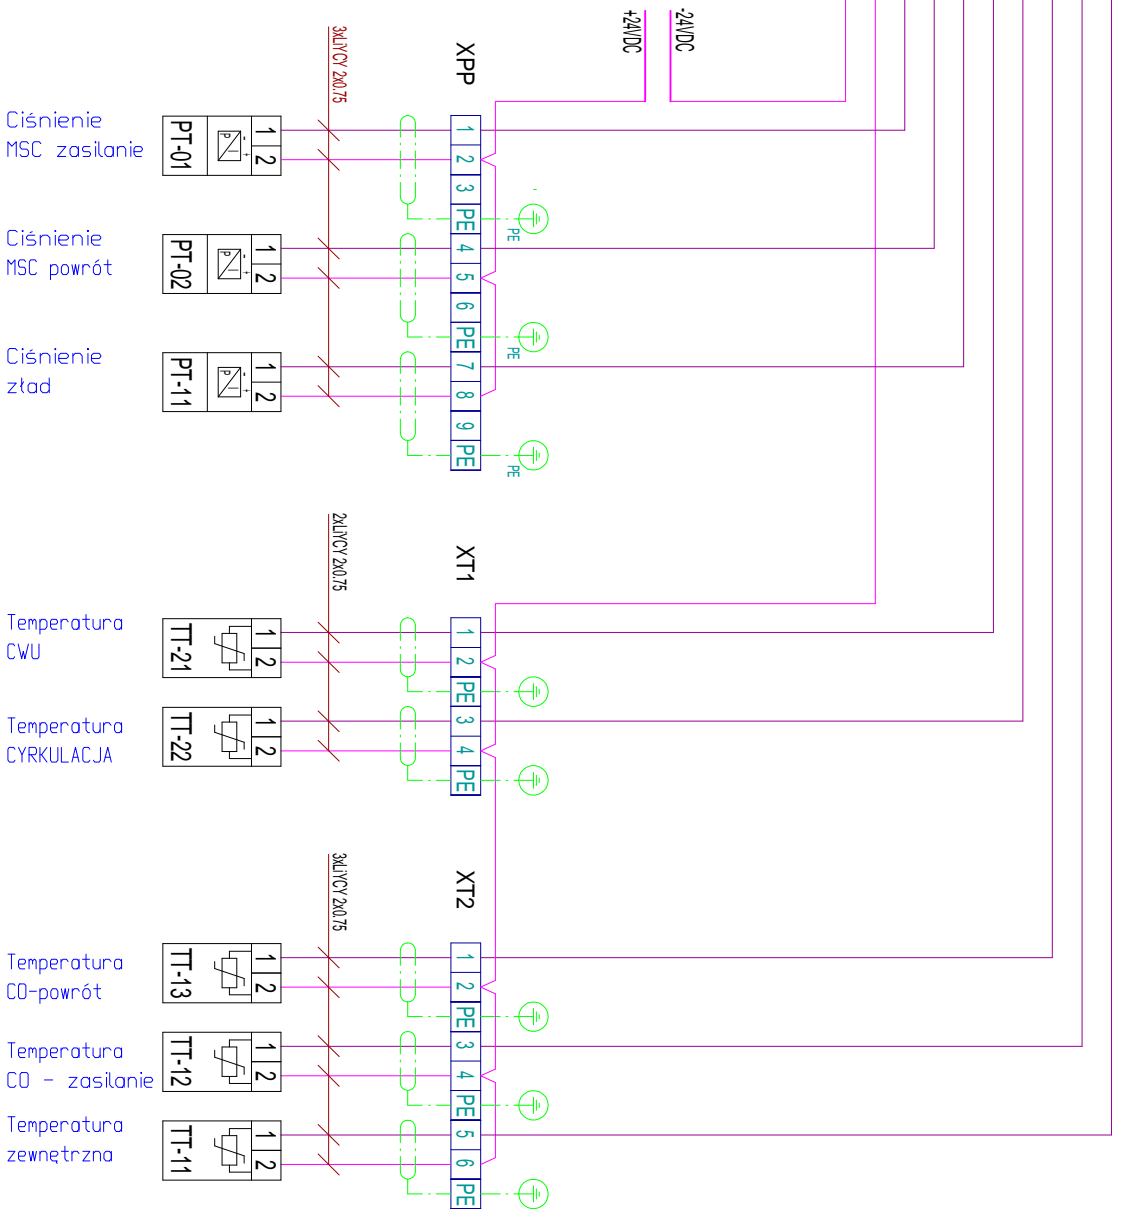 -24VDC
+24VDC
3xLiYCY 2x0.75
XPP
Ciśnienie
MSC zasilanie
PT-01
1
2
P
I
1
2
3
PE
PE
Ciśnienie
MSC powrót
PT-02
1
2
P
I
4
5
6
PE
PE
Ciśnienie
zład
PT-11
1
2
P
I
7
8
9
PE
PE
2xLiYCY 2x0.75
XT1
Temperatura
CWU
TT-21
1
2
1
2
PE
Temperatura
CYRKULACJA
TT-22
1
2
3
4
PE
3xLiYCY 2x0.75
XT2
Temperatura
CO-powrót
TT-13
1
2
1
2
PE
Temperatura
CO - zasilanie
TT-12
1
2
3
4
PE
Temperatura
zewnętrzna
TT-11
1
2
5
6
PE